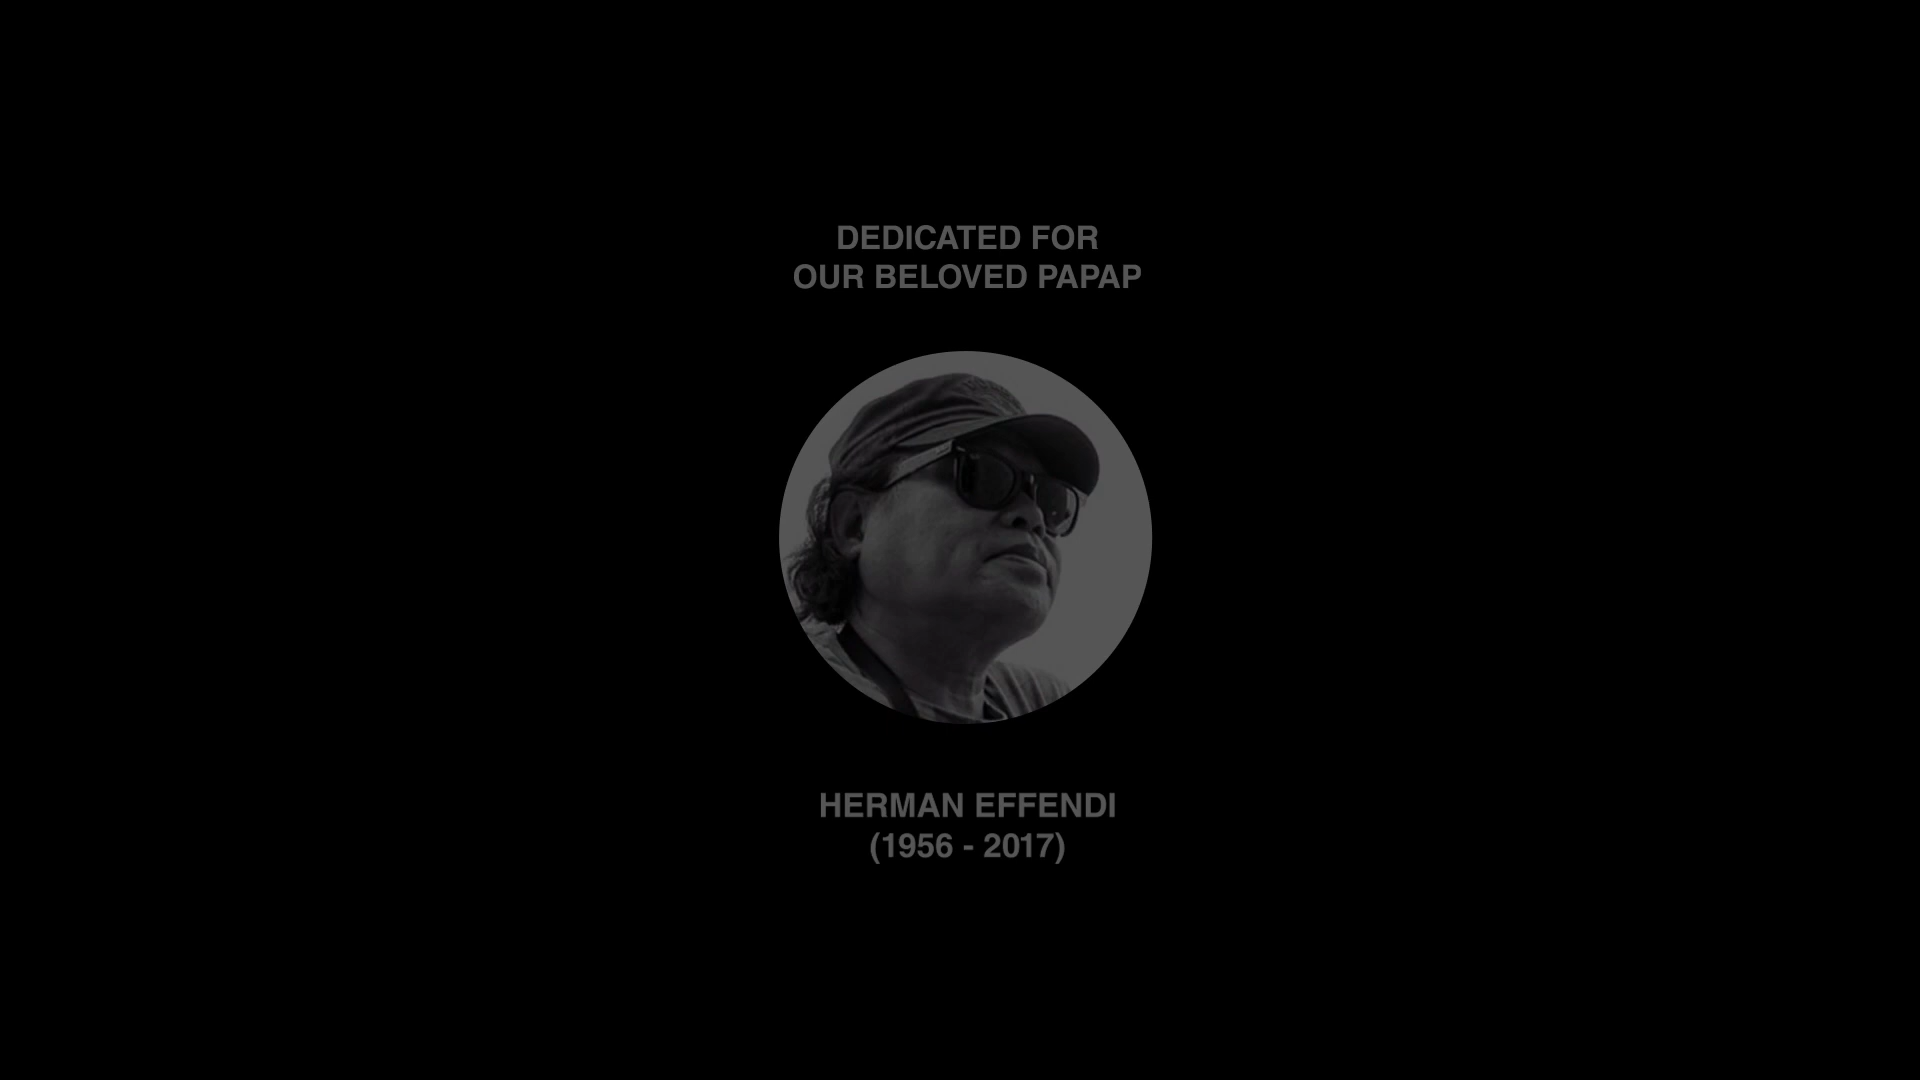 DEDICATED FOR
OUR BELOVED PAPAP
HERMAN EFFENDI
(1956 - 2017)